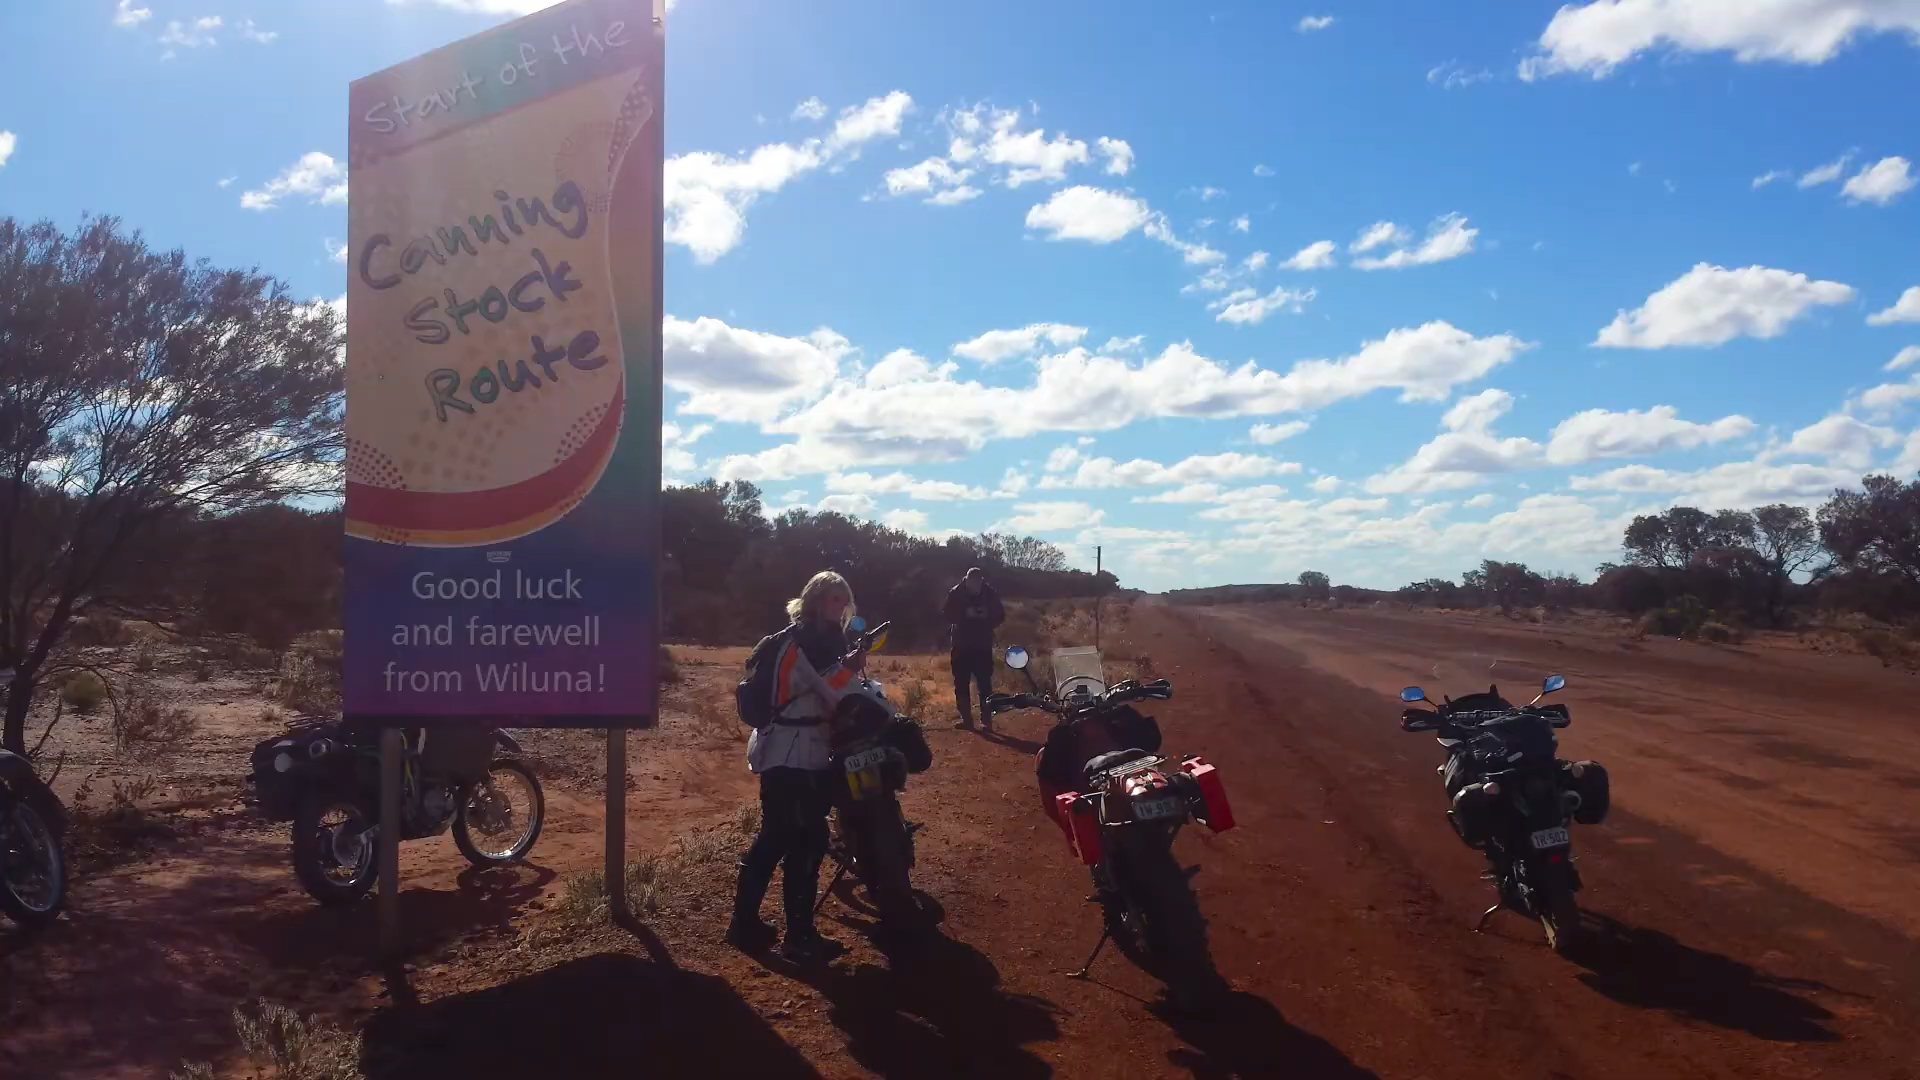 Start of the
Canning
Stock
Route
Good luck
and farewell
from Wiluna!